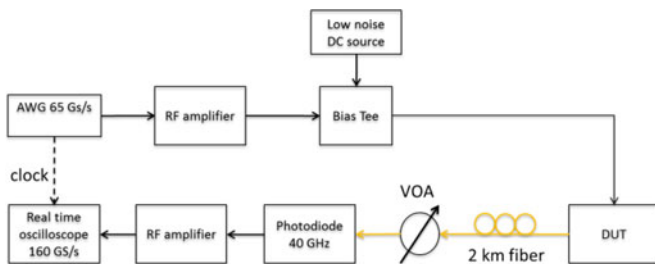 Low noise
DC source
AWG 65 Gs/s
RF amplifier
Bias Tee
clock
VOA
Real time
oscilloscope
160 GS/s
RF amplifier
Photodiode
40 GHz
2 km fiber
DUT